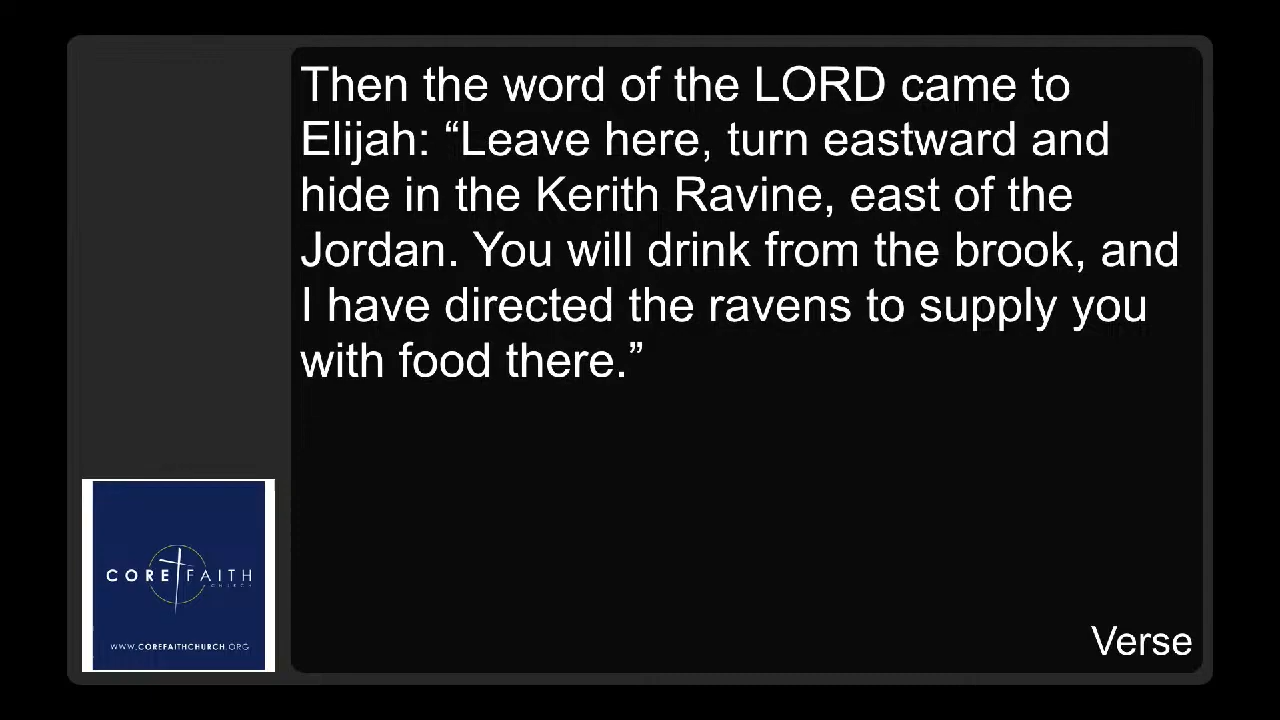 Then the word of the LORD came to
Elijah: “Leave here, turn eastward and
hide in the Kerith Ravine, east of the
Jordan. You will drink from the brook, and
I have directed the ravens to supply you
with food there.”
CORE FAITH
CHURCH
WWW.COREFAITHCHURCH.ORG
Verse